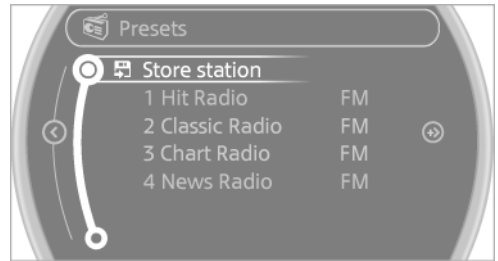 Presets
Store station
1 Hit Radio FM
2 Classic Radio FM
3 Chart Radio FM
4 News Radio FM